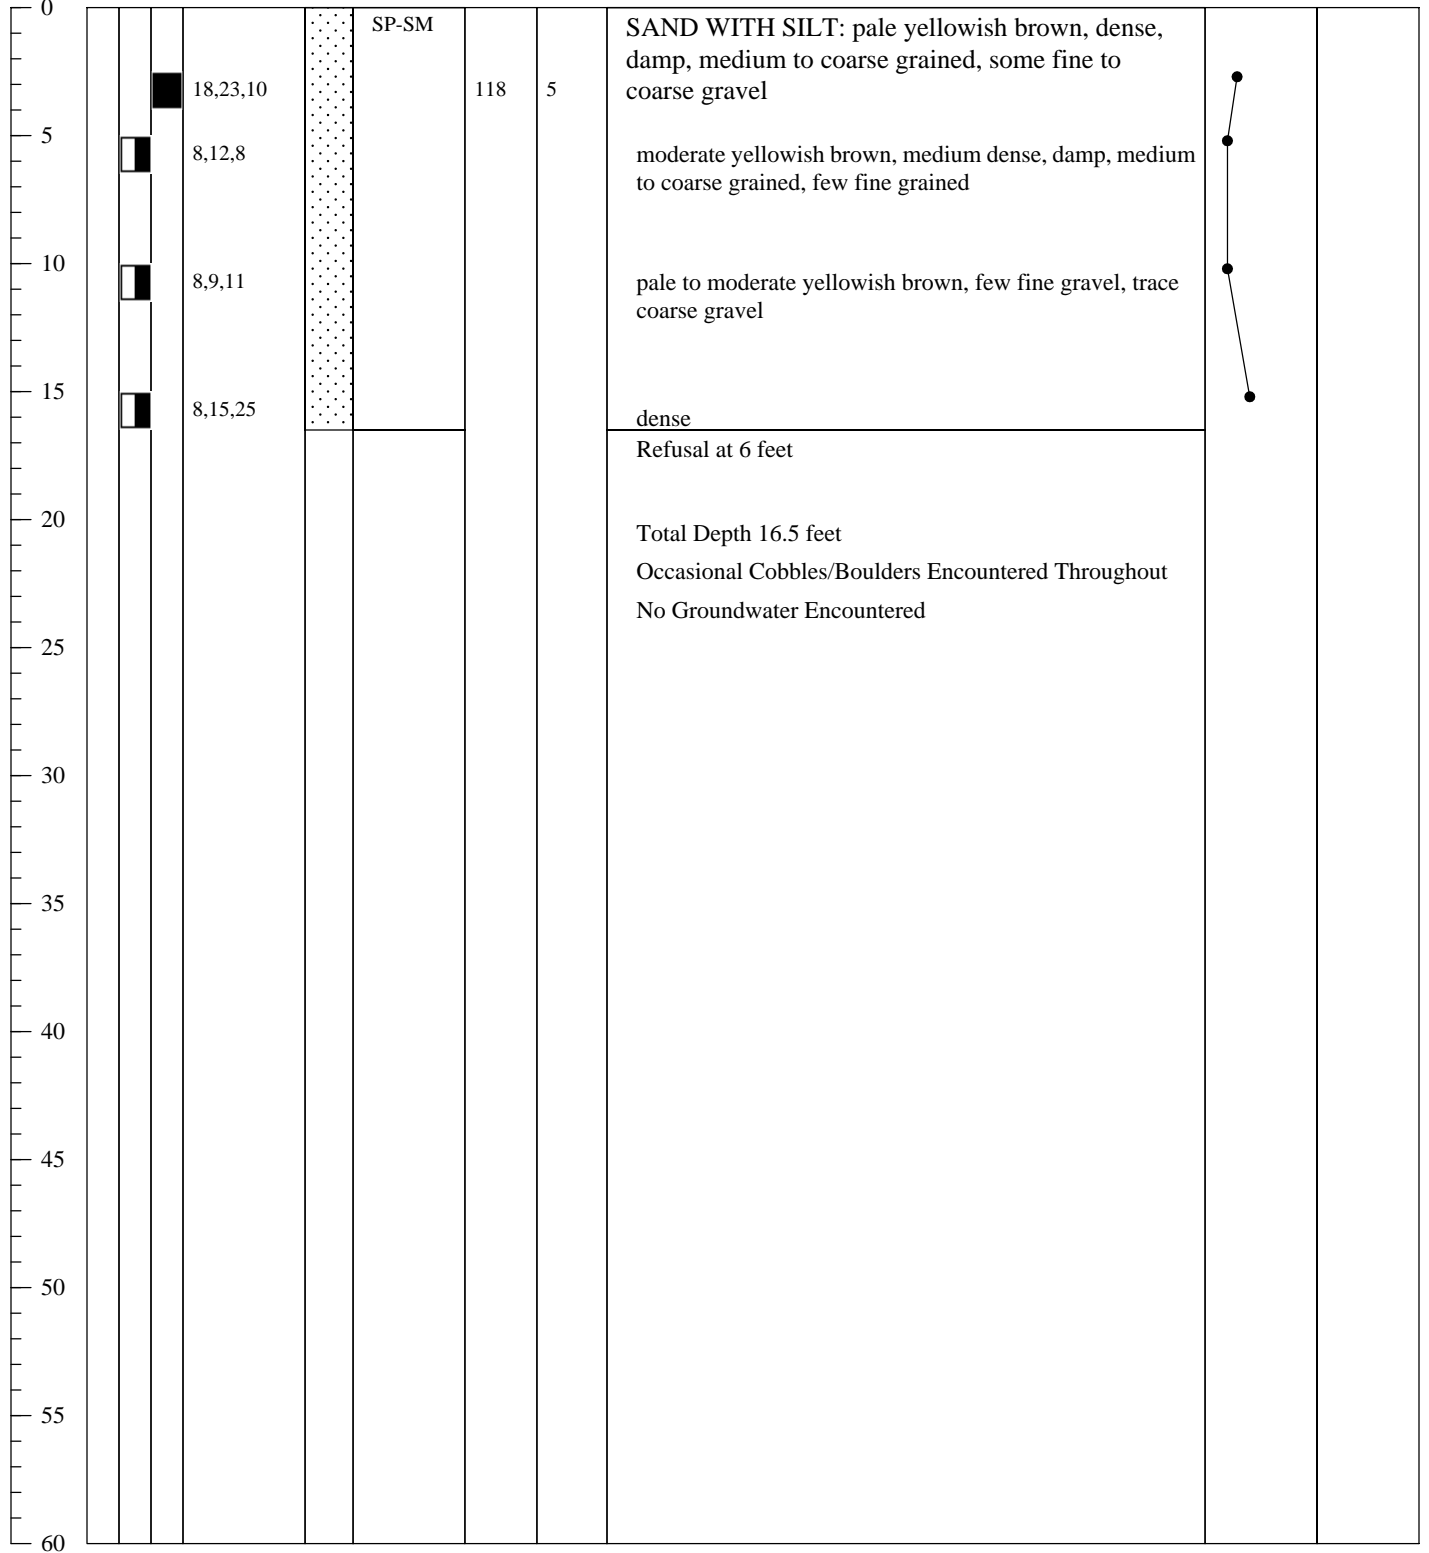 0
SP-SM
SAND WITH SILT: pale yellowish brown, dense,
damp, medium to coarse grained, some fine to
coarse gravel
18,23,10
118
5
5
8,12,8
moderate yellowish brown, medium dense, damp, medium
to coarse grained, few fine grained
10
8,9,11
pale to moderate yellowish brown, few fine gravel, trace
coarse gravel
15
8,15,25
dense
Refusal at 6 feet
20
Total Depth 16.5 feet
Occasional Cobbles/Boulders Encountered Throughout
No Groundwater Encountered
25
30
35
40
45
50
55
60